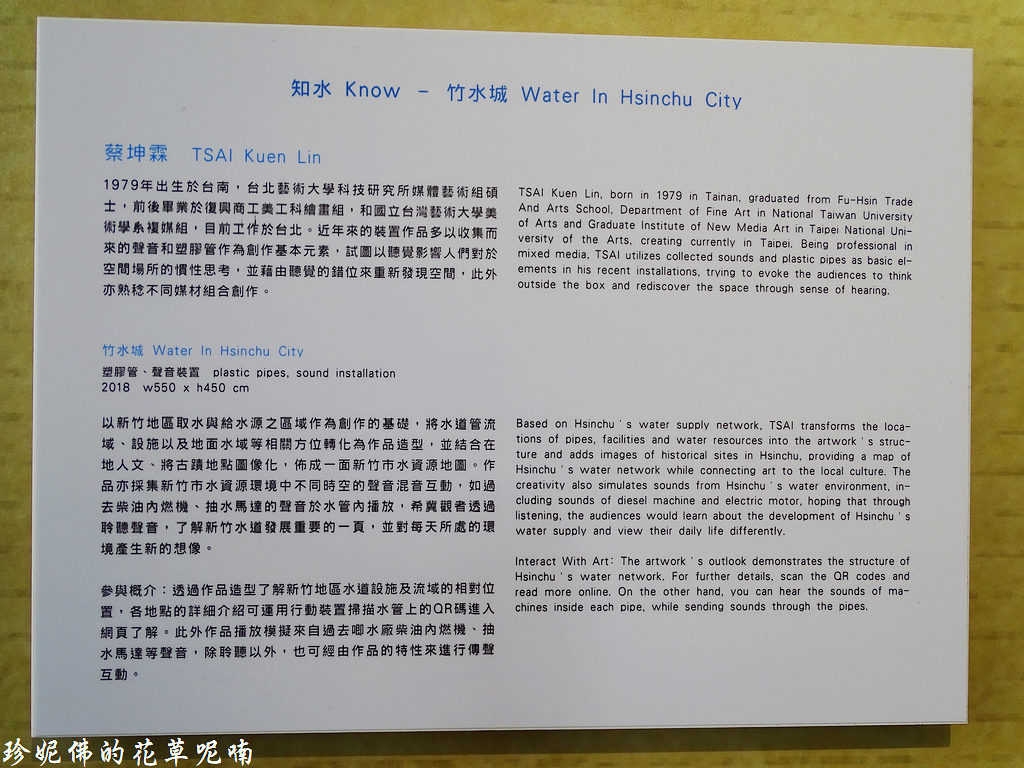 知水 Know - 竹水城 Water In Hsinchu City
蔡坤霖 TSAI Kuen Lin
1979年出生於台南，台北藝術大學科技研究所媒體藝術組碩
士，前後畢業於復興商工美工科繪畫組，和國立台灣藝術大學美
術學系複媒組，目前工作於台北。近年來的裝置作品多以收集而
來的聲音和塑膠管作為創作基本元素，試圖以聽覺影響人們對於
空間場所的慣性思考，並藉由聽覺的錯位來重新發現空間，此外
亦熟稔不同媒材組合創作。
TSAI Kuen Lin, born in 1979 in Tainan, graduated from Fu-Hsin Trade
And Arts School, Department of Fine Art in National Taiwan University
of Arts and Graduate Institute of New Media Art in Taipei National Uni-
versity of the Arts, creating currently in Taipei. Being professional in
mixed media, TSAI utilizes collected sounds and plastic pipes as basic el-
ements in his recent installations, trying to evoke the audiences to think
outside the box and rediscover the space through sense of hearing.
竹水城 Water In Hsinchu City
塑膠管、聲音裝置 plastic pipes, sound installation
2018 w550 x h450 cm
以新竹地區取水與給水源之區域作為創作的基礎，將水道管流
域、設施以及地面水域等相關方位轉化為作品造型，並結合在
地人文、將古蹟地點圖像化，佈成一面新竹市水資源地圖。作
品亦採集新竹市水資源環境中不同時空的聲音混音互動，如過
去柴油內燃機、抽水馬達的聲音於水管內播放，希冀觀者透過
聆聽聲音，了解新竹水道發展重要的一頁，並對每天所處的環
境產生新的想像。
參與概介：透過作品造型了解新竹地區水道設施及流域的相對位
置，各地點的詳細介紹可運用行動裝置掃描水管上的QR碼進入
網頁了解。此外作品播放模擬來自過去唧水廠柴油內燃機、抽
水馬達等聲音，除聆聽以外，也可經由作品的特性來進行傳聲
互動。
Based on Hsinchu's water supply network, TSAI transforms the loca-
tions of pipes, facilities and water resources into the artwork's struc-
ture and adds images of historical sites in Hsinchu, providing a map of
Hsinchu's water network while connecting art to the local culture. The
creativity also simulates sounds from Hsinchu's water environment, in-
cluding sounds of diesel machine and electric motor, hoping that through
listening, the audiences would learn about the development of Hsinchu's
water supply and view their daily life differently.
Interact With Art: The artwork's outlook demonstrates the structure of
Hsinchu's water network. For further details, scan the QR codes and
read more online. On the other hand, you can hear the sounds of ma-
chines inside each pipe, while sending sounds through the pipes.
珍妮佛的花草呢喃